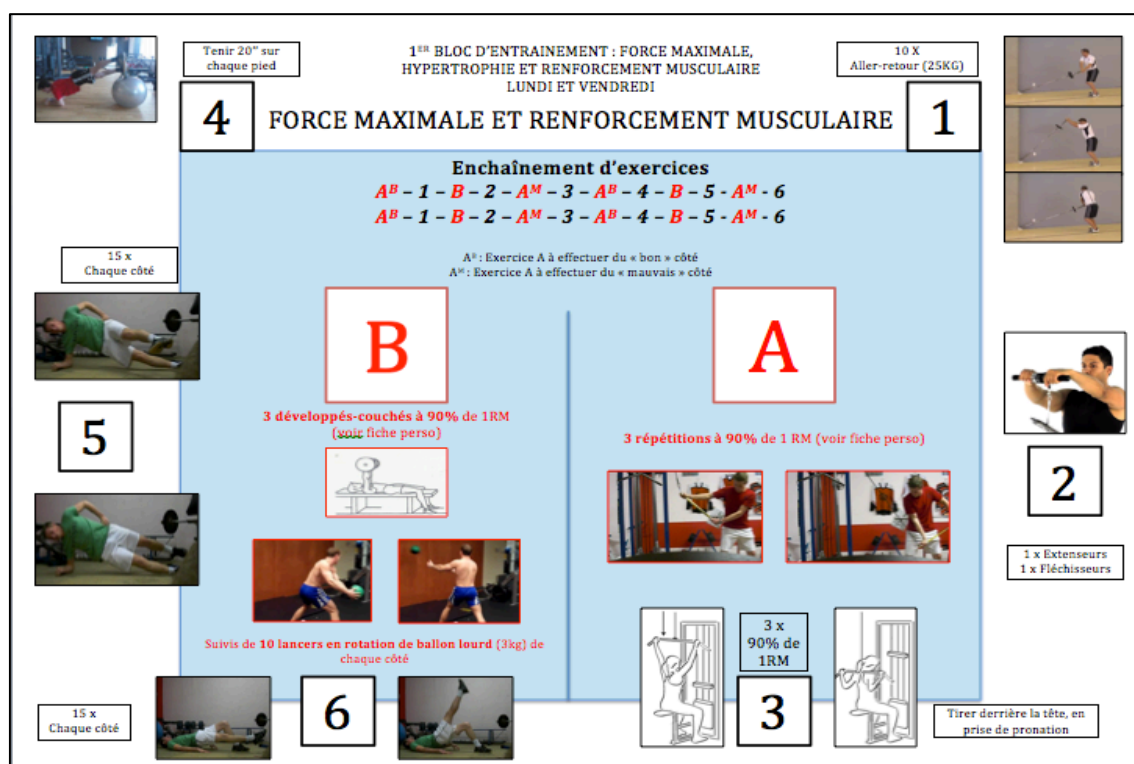 Tenir 20’’ sur
chaque pied
1ER BLOC D’ENTRAINEMENT : FORCE MAXIMALE,
HYPERTROPHIE ET RENFORCEMENT MUSCULAIRE
LUNDI ET VENDREDI
10 X
Aller-retour (25KG)
4
FORCE MAXIMALE ET RENFORCEMENT MUSCULAIRE
1
Enchaînement d’exercices
Aᴮ – 1 – B – 2 – Aᴹ – 3 – Aᴮ – 4 – B – 5 - Aᴹ - 6
Aᴮ – 1 – B – 2 – Aᴹ – 3 – Aᴮ – 4 – B – 5 - Aᴹ - 6
Aᴮ : Exercice A à effectuer du « bon » côté
Aᴹ : Exercice A à effectuer du « mauvais » côté
15 x
Chaque côté
5
B
3 développés-couchés à 90% de 1RM
(voir fiche perso)
Suivis de 10 lancers en rotation de ballon lourd (3kg) de
chaque côté
A
3 répétitions à 90% de 1 RM (voir fiche perso)
2
1 x Extenseurs
1 x Fléchisseurs
15 x
Chaque côté
6
3 x
90% de
1RM
3
Tirer derrière la tête, en
prise de pronation